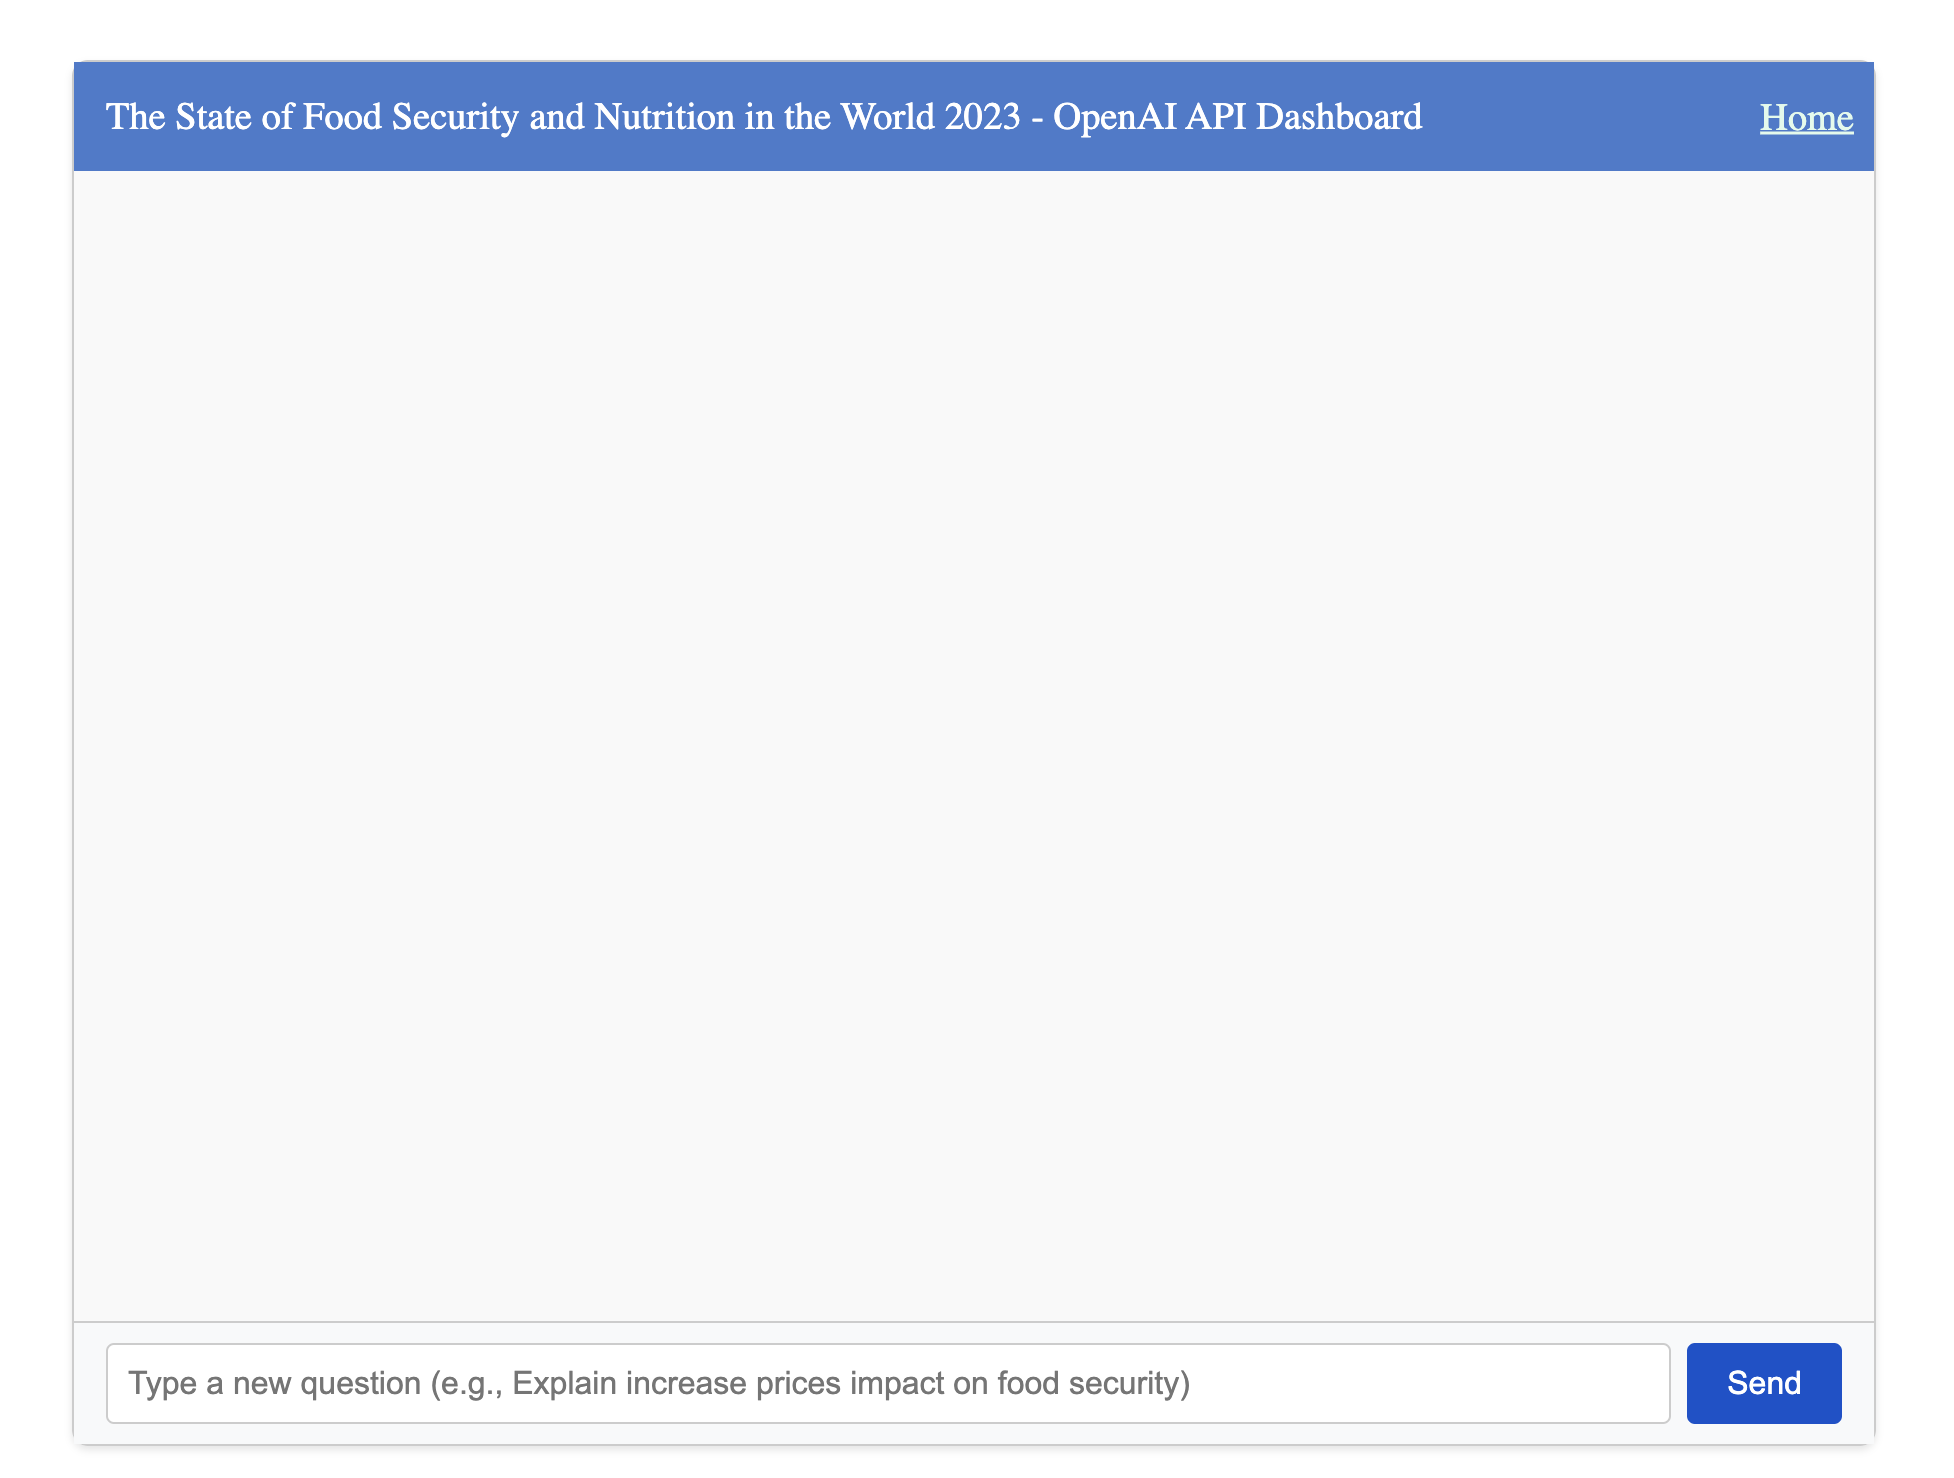 The State of Food Security and Nutrition in the World 2023 - OpenAI API Dashboard
Home
Type a new question (e.g., Explain increase prices impact on food security)
Send